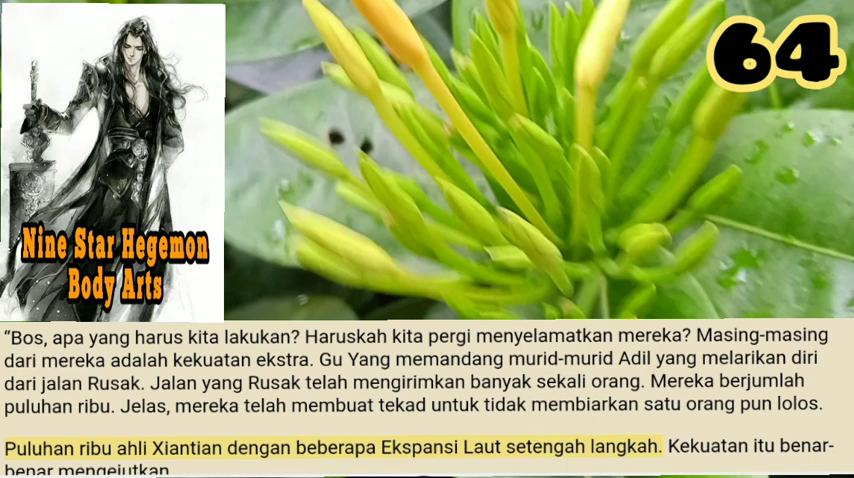 64
Nine Star Hegemon
Body Arts
“Bos, apa yang harus kita lakukan? Haruskah kita pergi menyelamatkan mereka? Masing-masing
dari mereka adalah kekuatan ekstra. Gu Yang memandang murid-murid Adil yang melarikan diri
dari jalan Rusak. Jalan yang Rusak telah mengirimkan banyak sekali orang. Mereka berjumlah
puluhan ribu. Jelas, mereka telah membuat tekad untuk tidak membiarkan satu orang pun lolos.
Puluhan ribu ahli Xiantian dengan beberapa Ekspansi Laut setengah langkah. Kekuatan itu benar-
benar mengejutkan